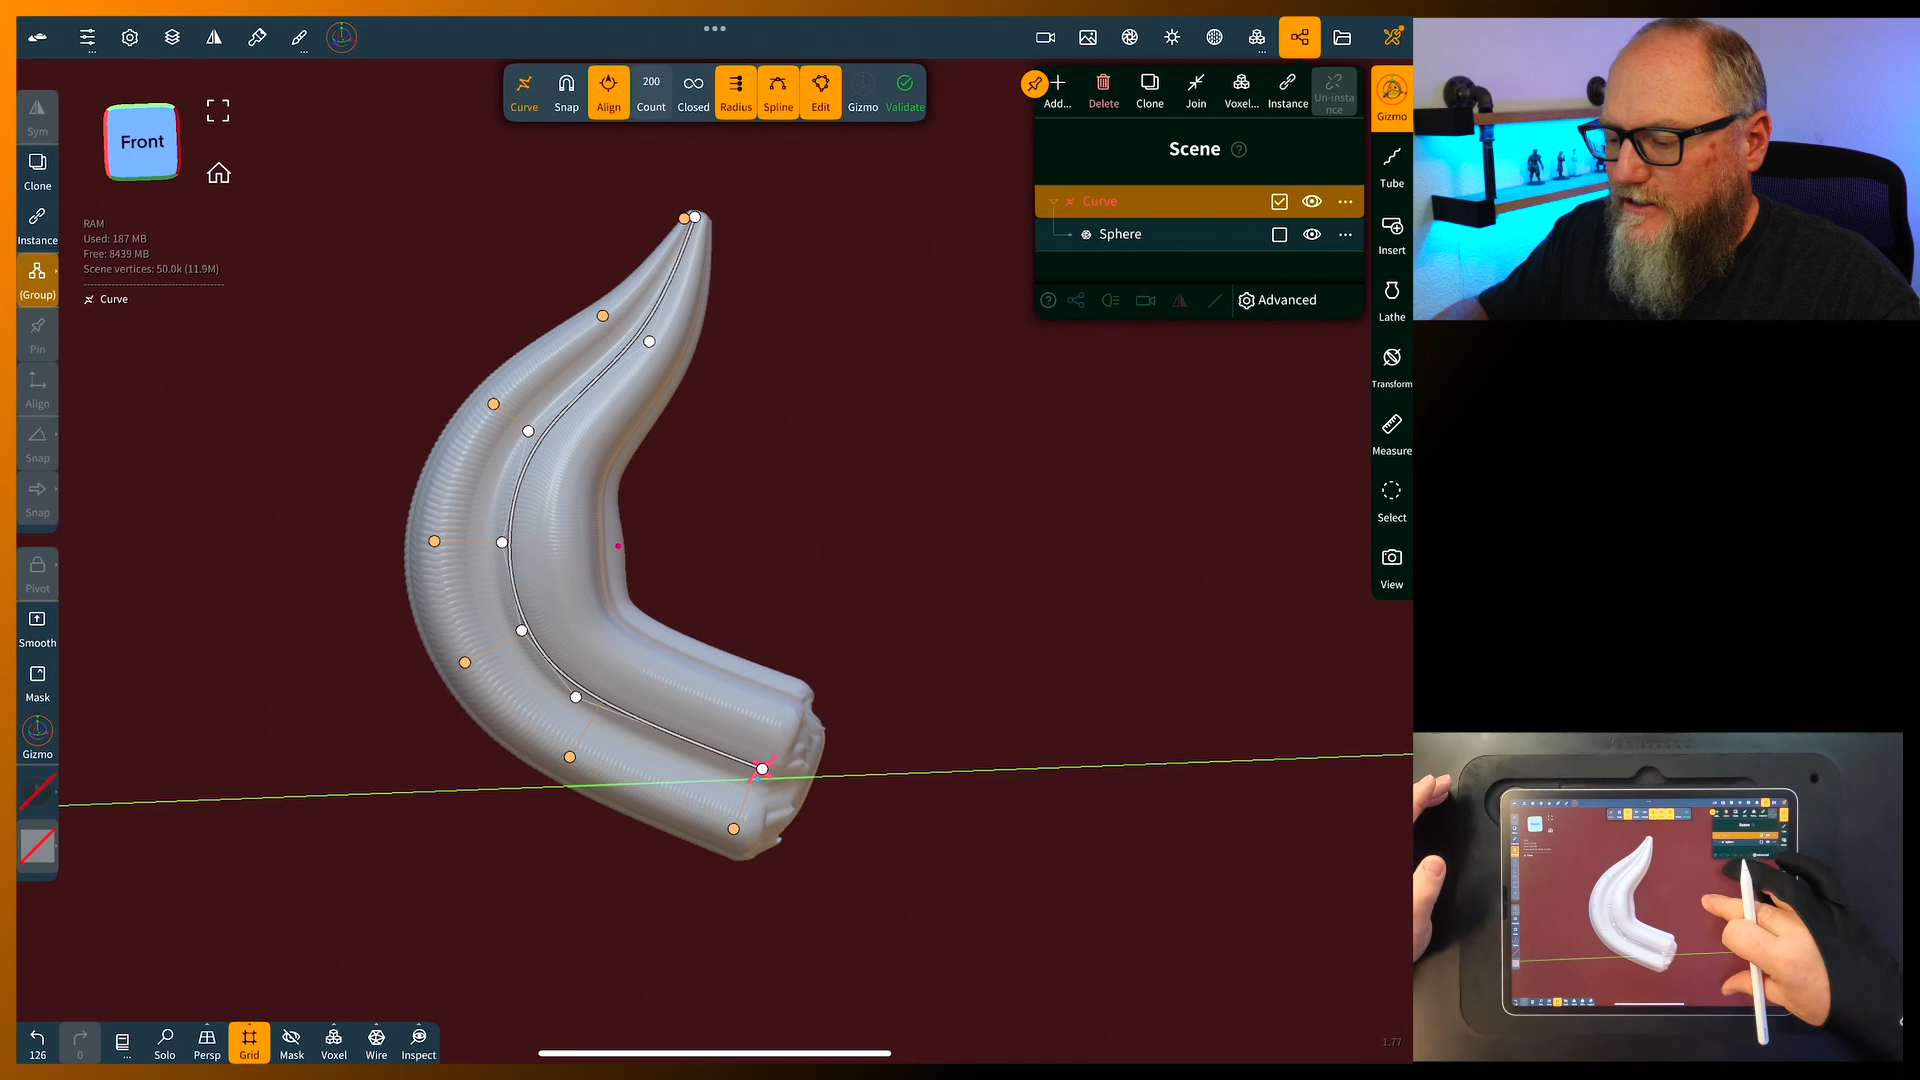 Curve
Snap
Align
200
Count
Closed
Radius
Spline
Edit
Gizmo
Validate
Add...
Delete
Clone
Join
Voxel...
Instance
Un-insta
nce
Gizmo
Tube
Insert
Lathe
Transform
Measure
Select
View
Scene
Curve
Sphere
Advanced
Front
RAM
Used: 187 MB
Free: 8439 MB
Scene vertices: 50.0k (11.9M)
Curve
Sym
Clone
Instance
(Group)
Pin
Align
Snap
Snap
Pivot
Smooth
Mask
Gizmo
126
0
Solo
Persp
Grid
Mask
Voxel
Wire
Inspect
1.77